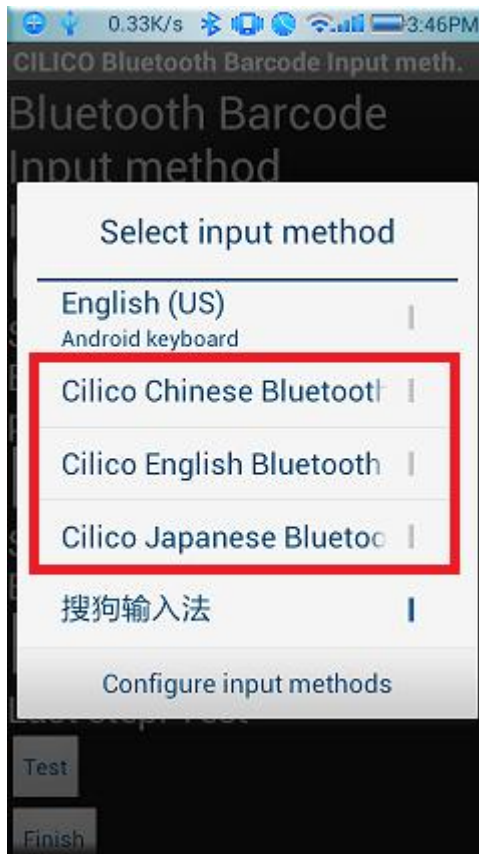 0.33K/s 3:46PM
CILICO Bluetooth Barcode Input meth.
Bluetooth Barcode
Input method
Select input method
English (US)
Android keyboard
Cilico Chinese Bluetooth
Cilico English Bluetooth
Cilico Japanese Bluetoo
搜狗输入法
Configure input methods
Test
Finish